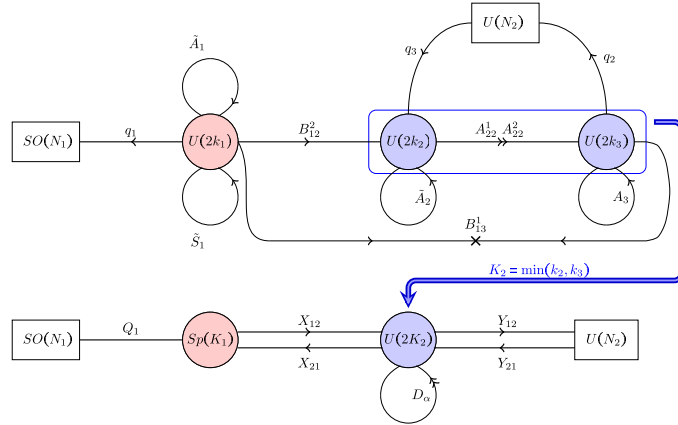 U(N₂)
q₃
q₂
Ã₁
SO(N₁)
q₁
U(2k₁)
B²₁₂
U(2k₂)
A¹₂₂ A²₂₂
U(2k₃)
S̃₁
Ã₂
A₃
B¹₁₃
K₂ = min(k₂, k₃)
SO(N₁)
Q₁
Sp(K₁)
X₁₂
X₂₁
U(2K₂)
Y₁₂
Y₂₁
U(N₂)
D_α